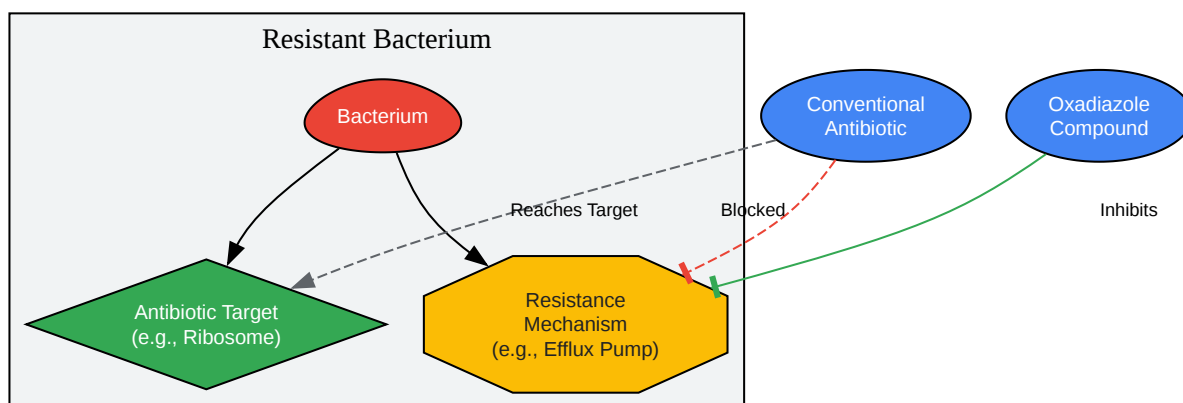 Resistant Bacterium
Bacterium
Conventional
Antibiotic
Oxadiazole
Compound
Reaches Target
Blocked
Inhibits
Antibiotic Target
(e.g., Ribosome)
Resistance
Mechanism
(e.g., Efflux Pump)